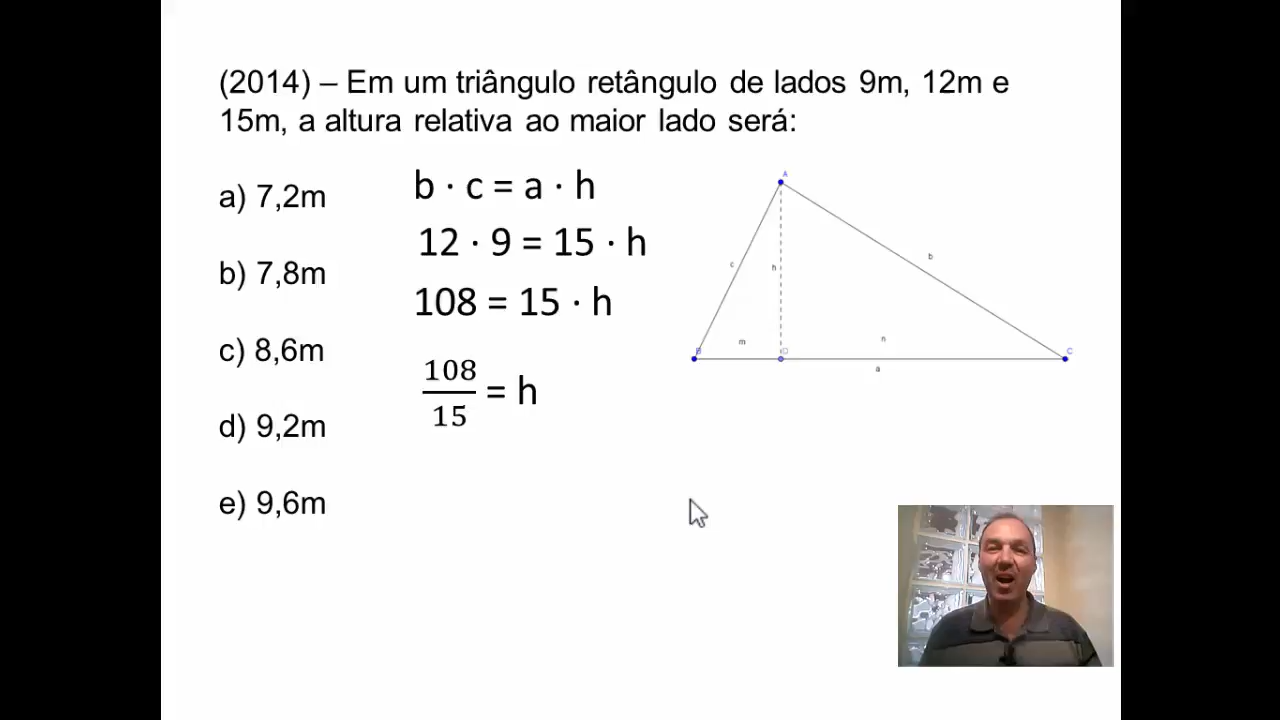 (2014) – Em um triângulo retângulo de lados 9m, 12m e
15m, a altura relativa ao maior lado será:
a) 7,2m
b) 7,8m
c) 8,6m
d) 9,2m
e) 9,6m
b · c = a · h
12 · 9 = 15 · h
108 = 15 · h
108
15
= h
A
c
h
b
m
n
B
D
C
a